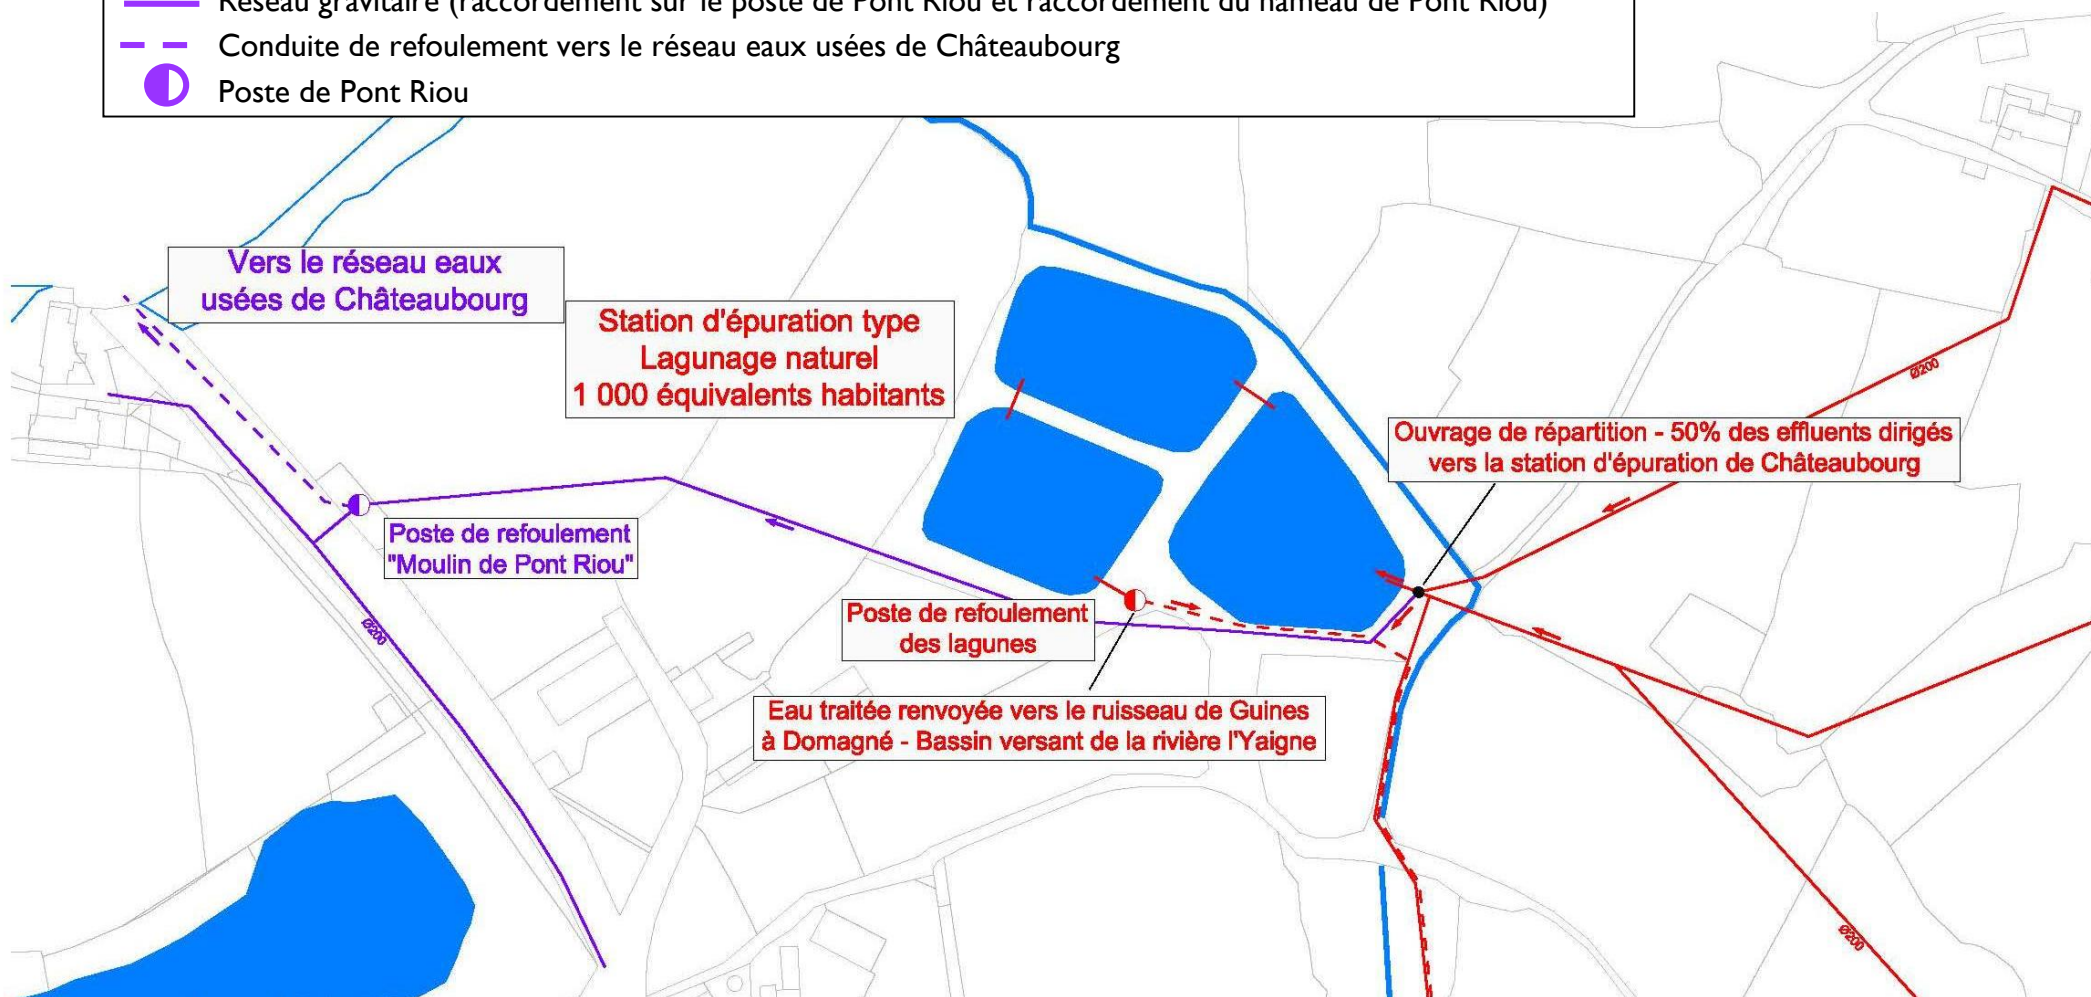 Réseau gravitaire (raccordement sur le poste de Pont Riou et raccordement du hameau de Pont Riou)
Conduite de refoulement vers le réseau eaux usées de Châteaubourg
Poste de Pont Riou
Vers le réseau eaux
usées de Châteaubourg
Station d'épuration type
Lagunage naturel
1 000 équivalents habitants
Ø200
Ouvrage de répartition - 50% des effluents dirigés
vers la station d'épuration de Châteaubourg
Poste de refoulement
"Moulin de Pont Riou"
Poste de refoulement
des lagunes
Ø200
Eau traitée renvoyée vers le ruisseau de Guines
à Domagné - Bassin versant de la rivière l'Yaigne
Ø200